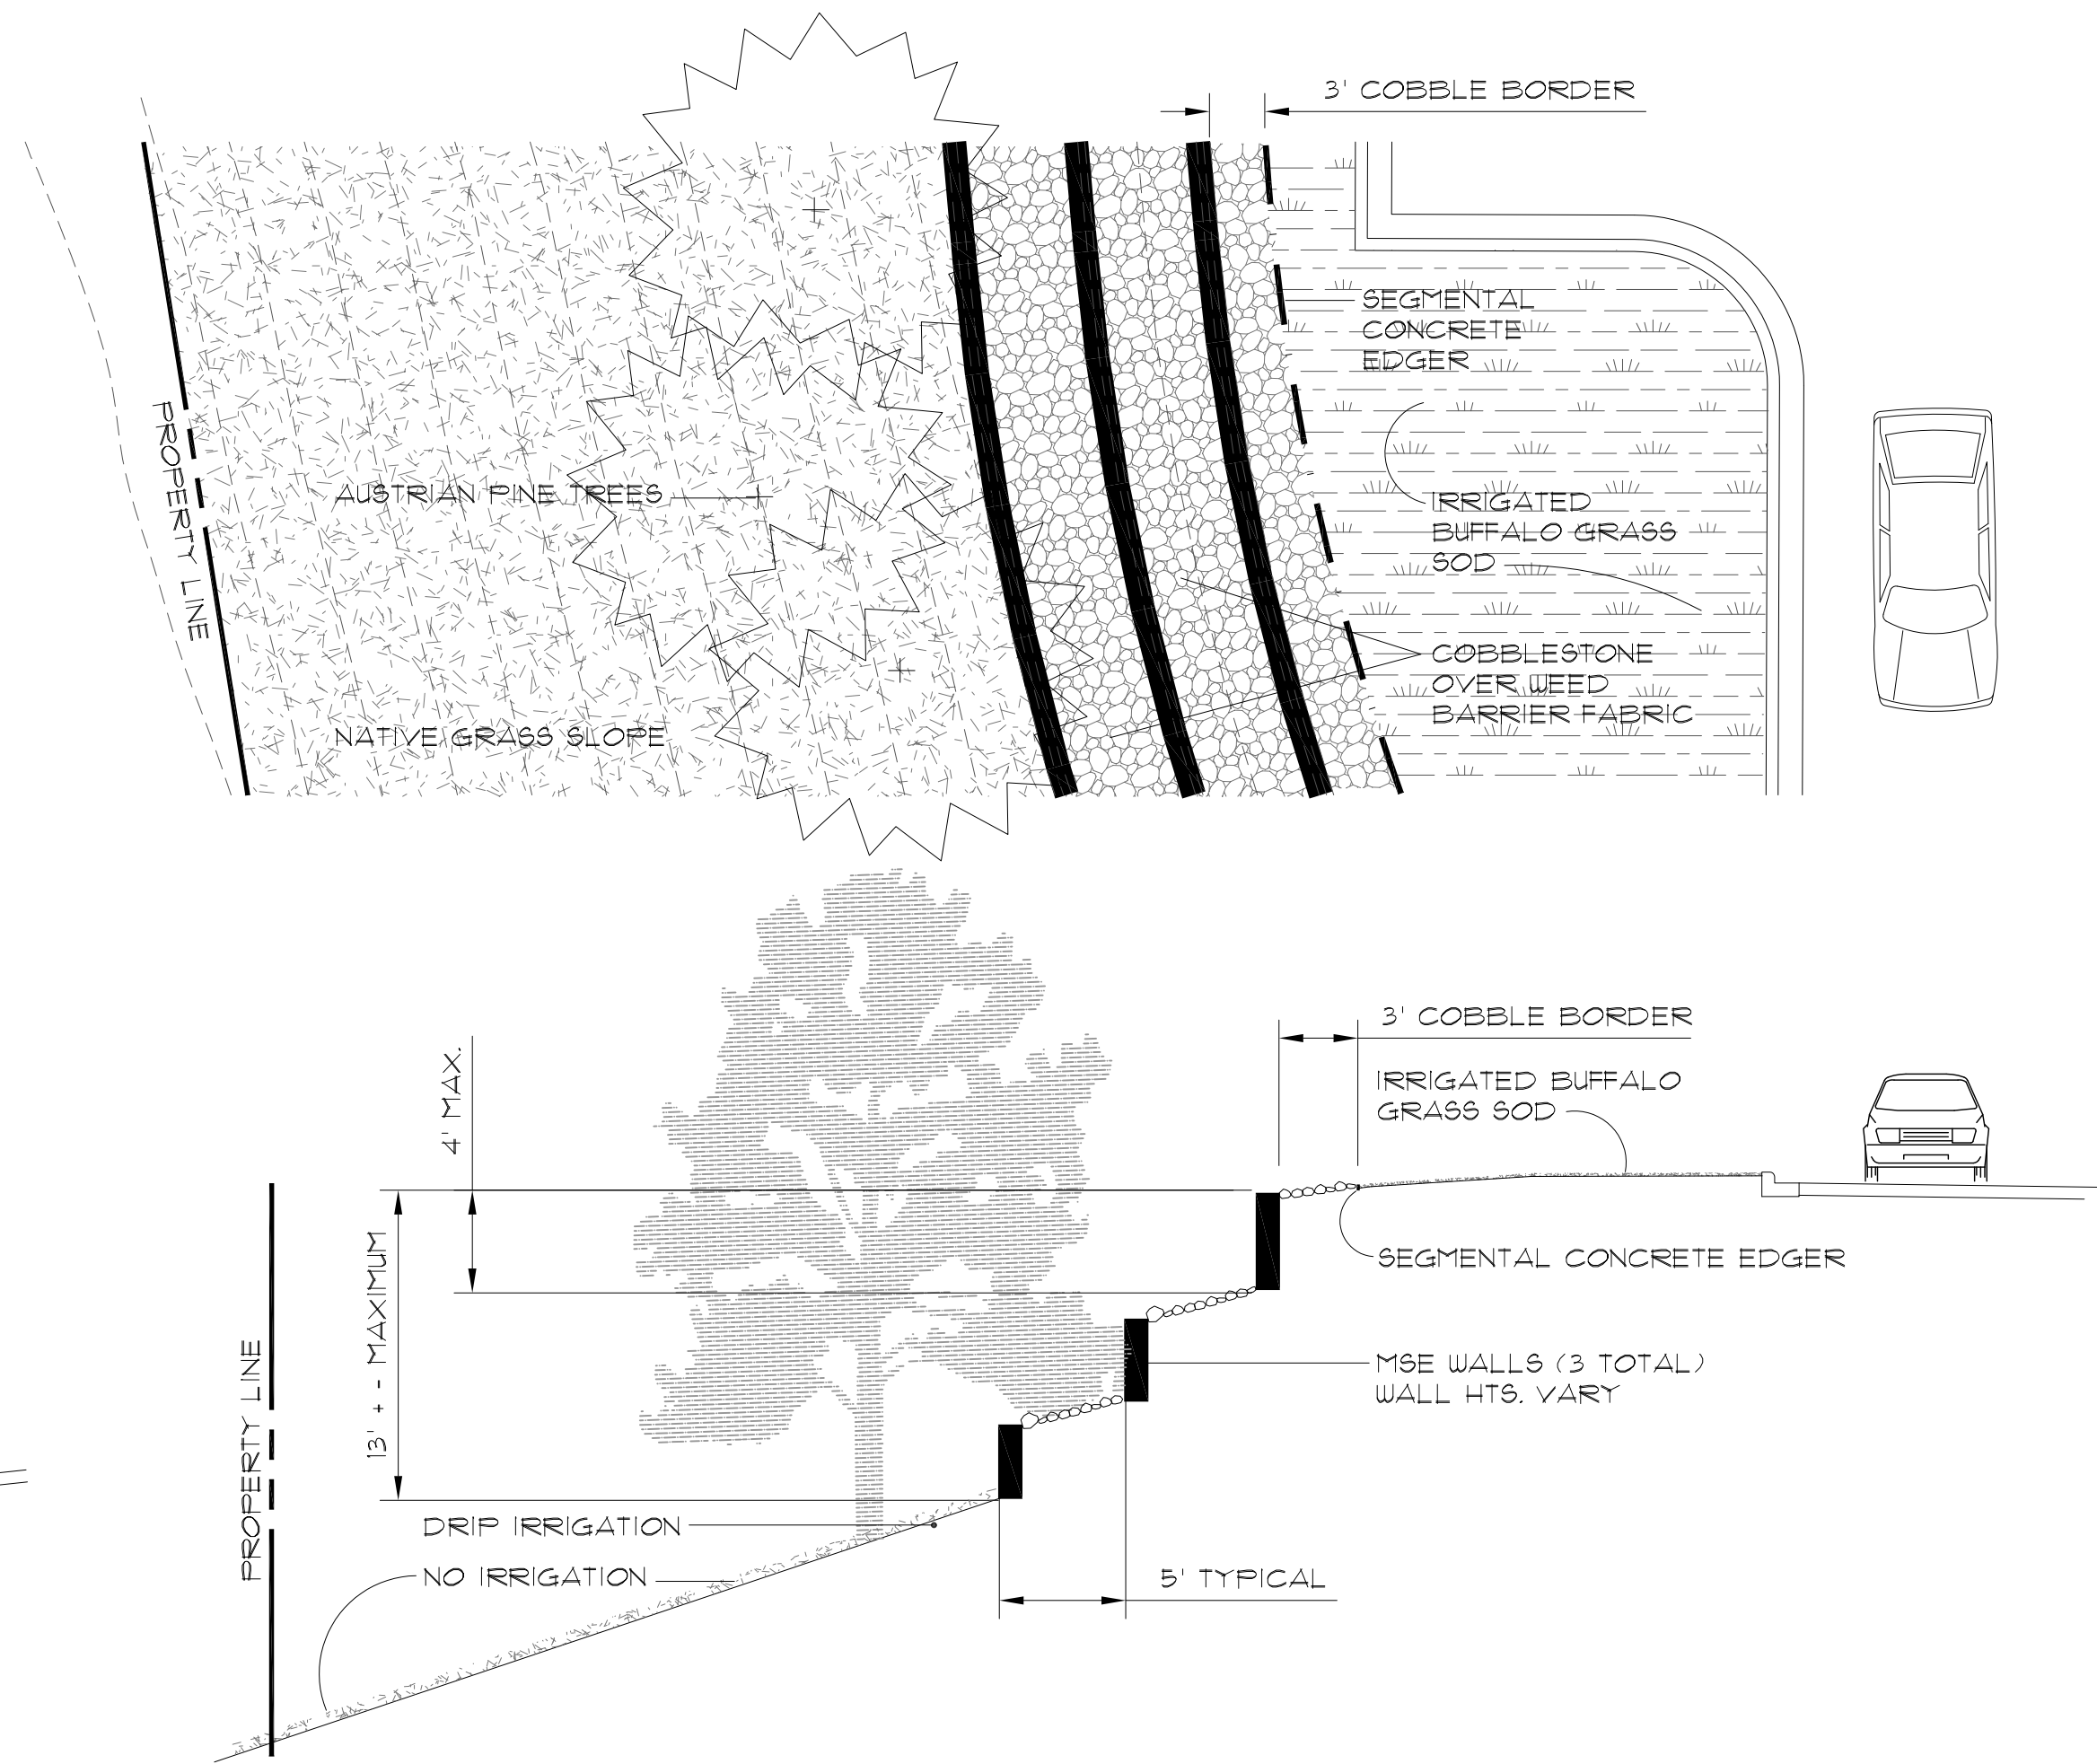 3' COBBLE BORDER
SEGMENTAL
CONCRETE
EDGER
PROPERTY LINE
AUSTRIAN PINE TREES
IRRIGATED
BUFFALO GRASS
SOD
COBBLESTONE
OVER WEED
BARRIER FABRIC
NATIVE GRASS SLOPE
3' COBBLE BORDER
4' MAX.
IRRIGATED BUFFALO
GRASS SOD
13' + - MAXIMUM
SEGMENTAL CONCRETE EDGER
PROPERTY LINE
MSE WALLS (3 TOTAL)
WALL HTS. VARY
DRIP IRRIGATION
NO IRRIGATION
5' TYPICAL